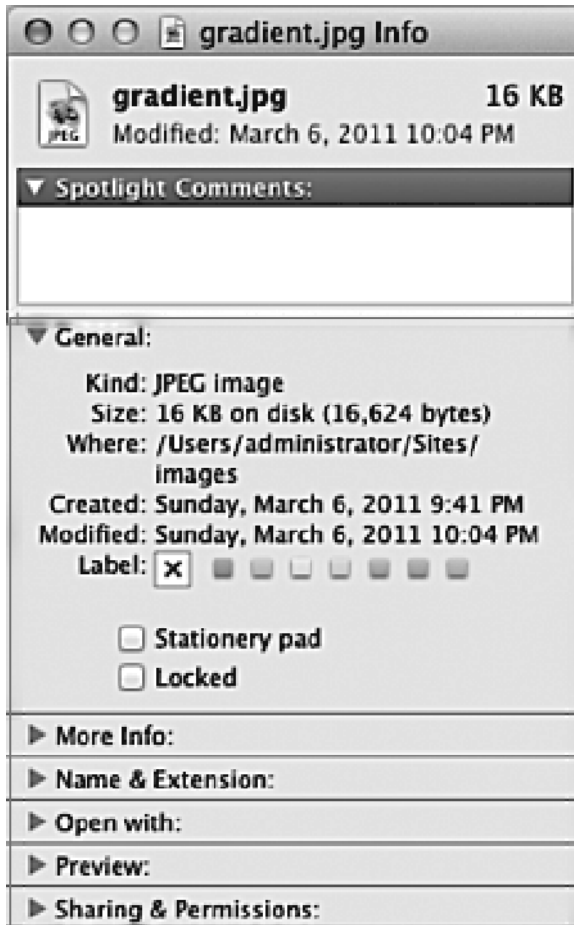 gradient.jpg Info
gradient.jpg 16 KB
Modified: March 6, 2011 10:04 PM
JPEG
Spotlight Comments:
General:
Kind: JPEG image
Size: 16 KB on disk (16,624 bytes)
Where: /Users/administrator/Sites/
images
Created: Sunday, March 6, 2011 9:41 PM
Modified: Sunday, March 6, 2011 10:04 PM
Label:
Stationery pad
Locked
More Info:
Name & Extension:
Open with:
Preview:
Sharing & Permissions: